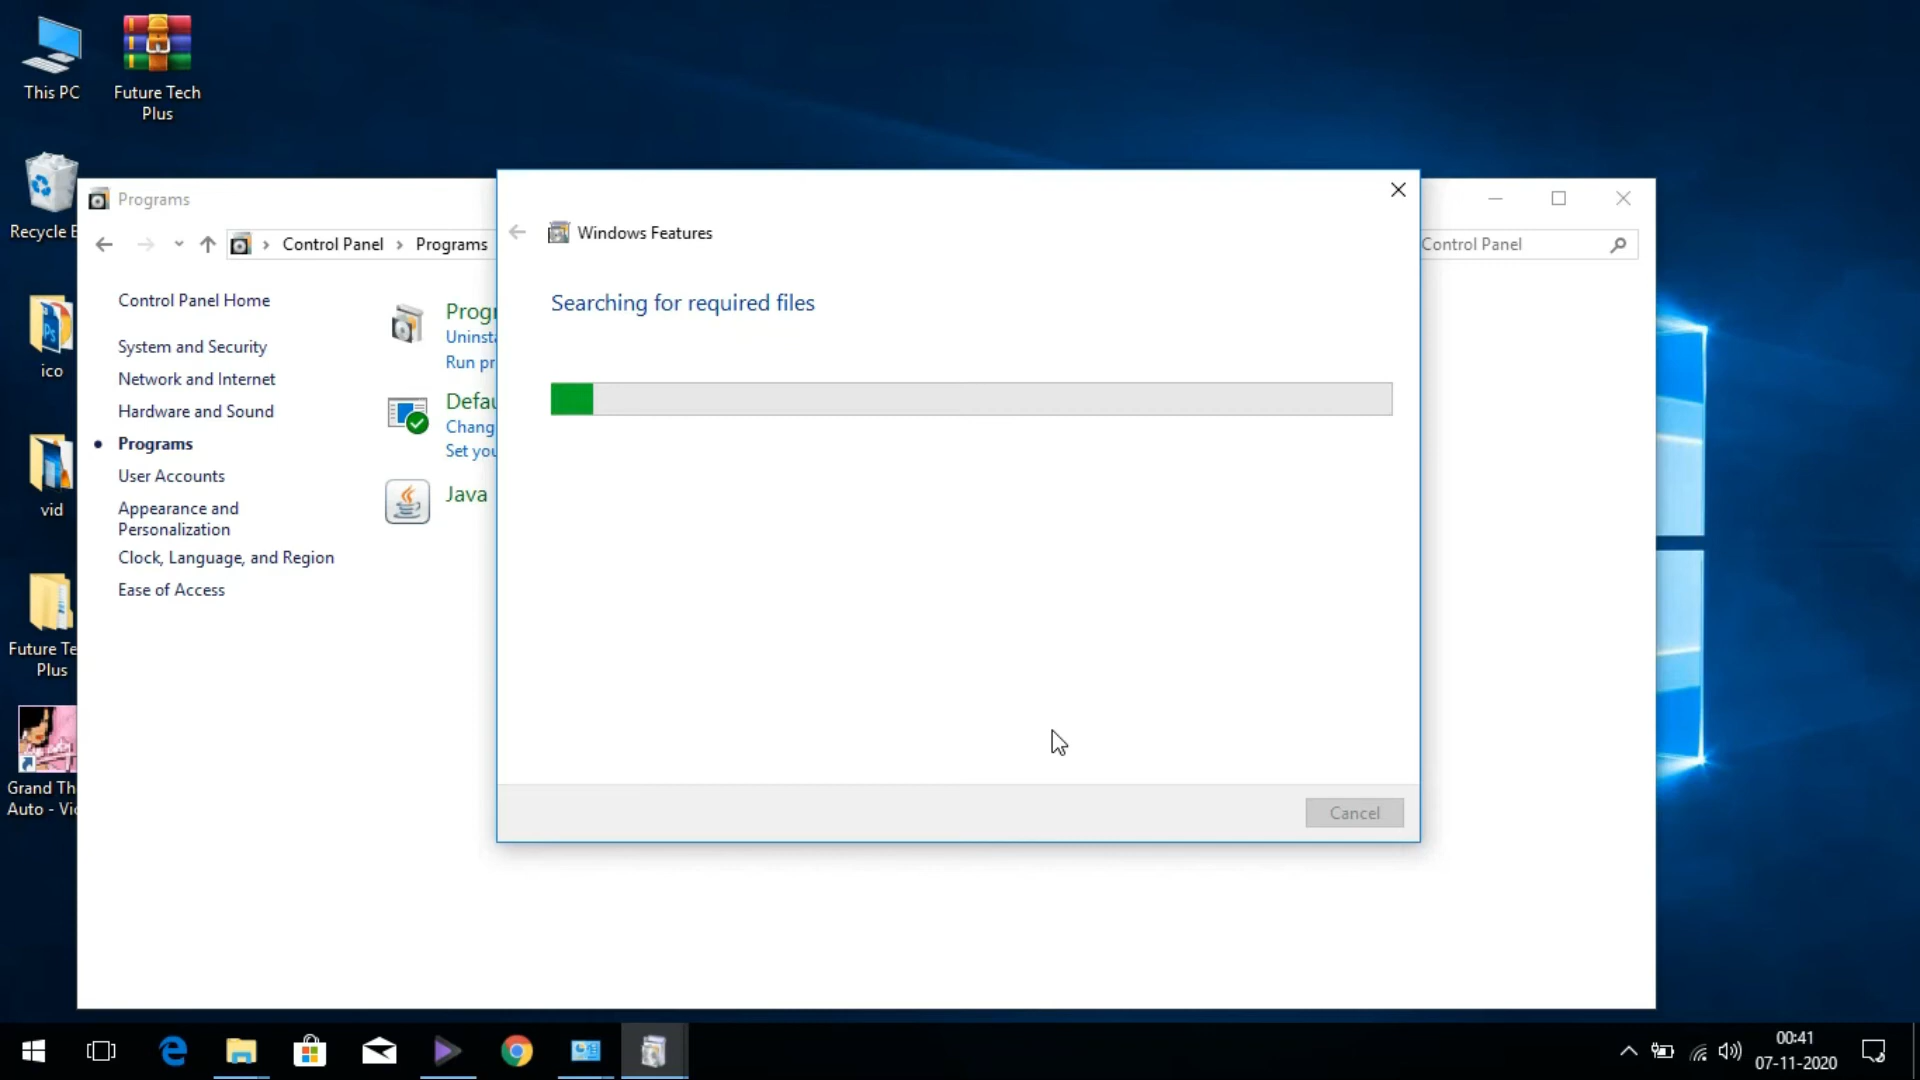 This PC
Future Tech
Plus
Recycle B
ico
vid
Future Te
Plus
Grand Th
Auto - Vi
Programs
Control Panel
Programs
Control Panel
Control Panel Home
System and Security
Network and Internet
Hardware and Sound
Programs
User Accounts
Appearance and
Personalization
Clock, Language, and Region
Ease of Access
Progr
Uninsta
Run pr
Defau
Chang
Set you
Java
Windows Features
Searching for required files
Cancel
00:41
07-11-2020